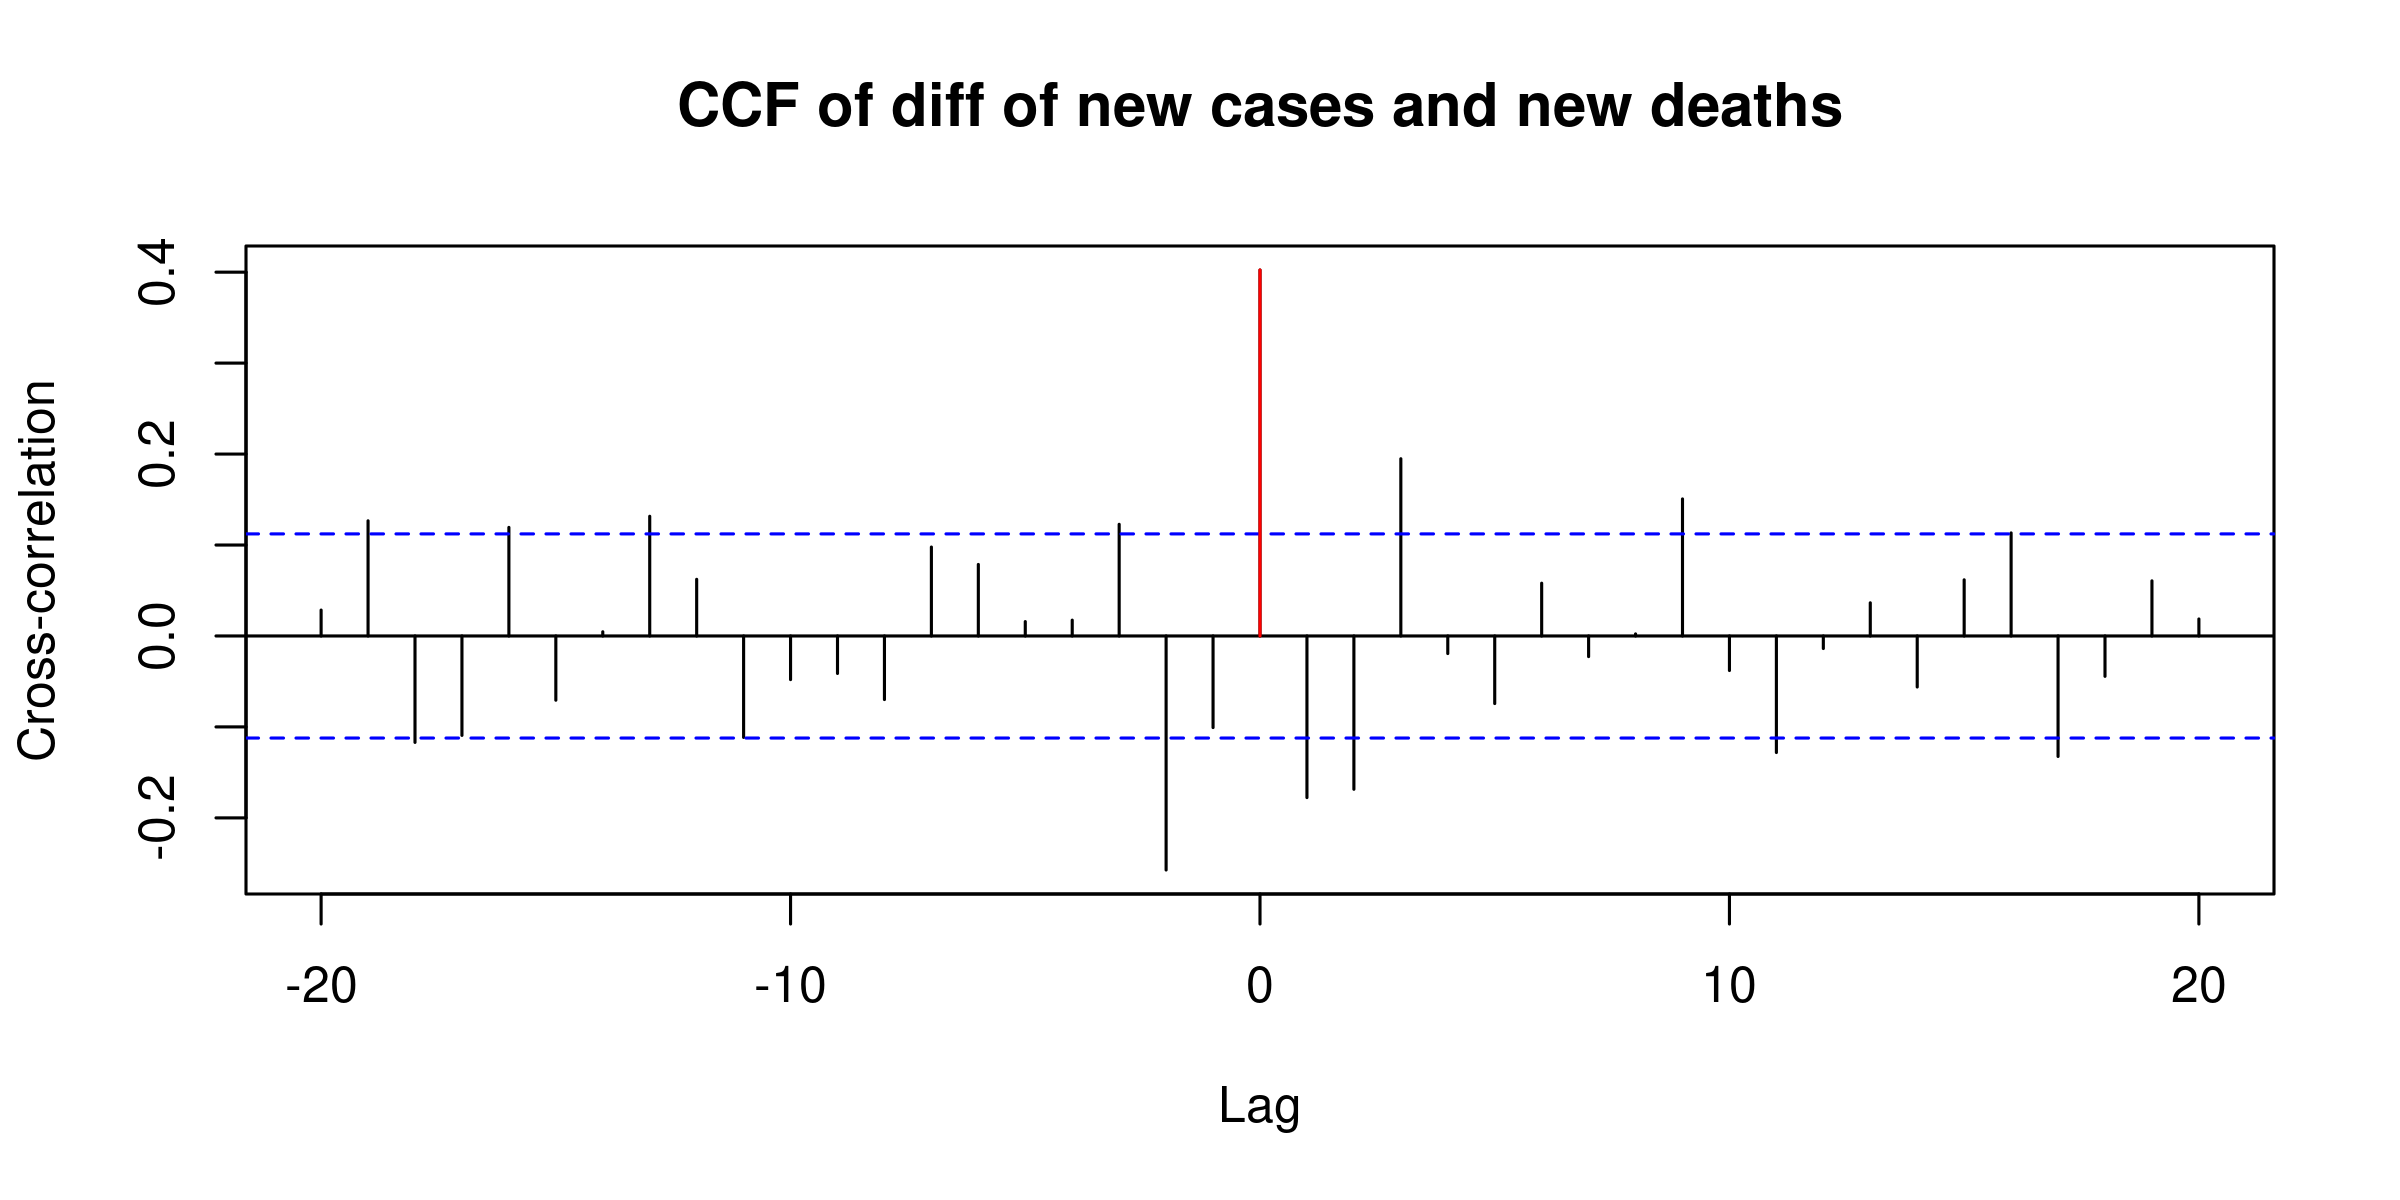 CCF of diff of new cases and new deaths
Cross-correlation
0.4
0.2
0.0
-0.2
-20 -10 0 10 20
Lag